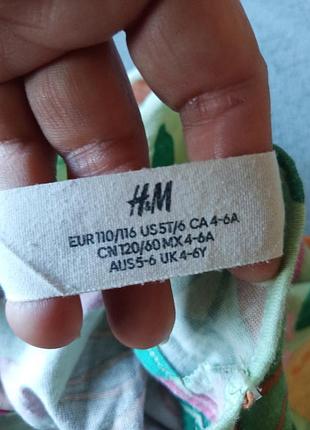 H&M
EUR 110/116 US 5T/6 CA 4-6A
CN 120/60 MX 4-6A
AUS 5-6 UK 4-6Y